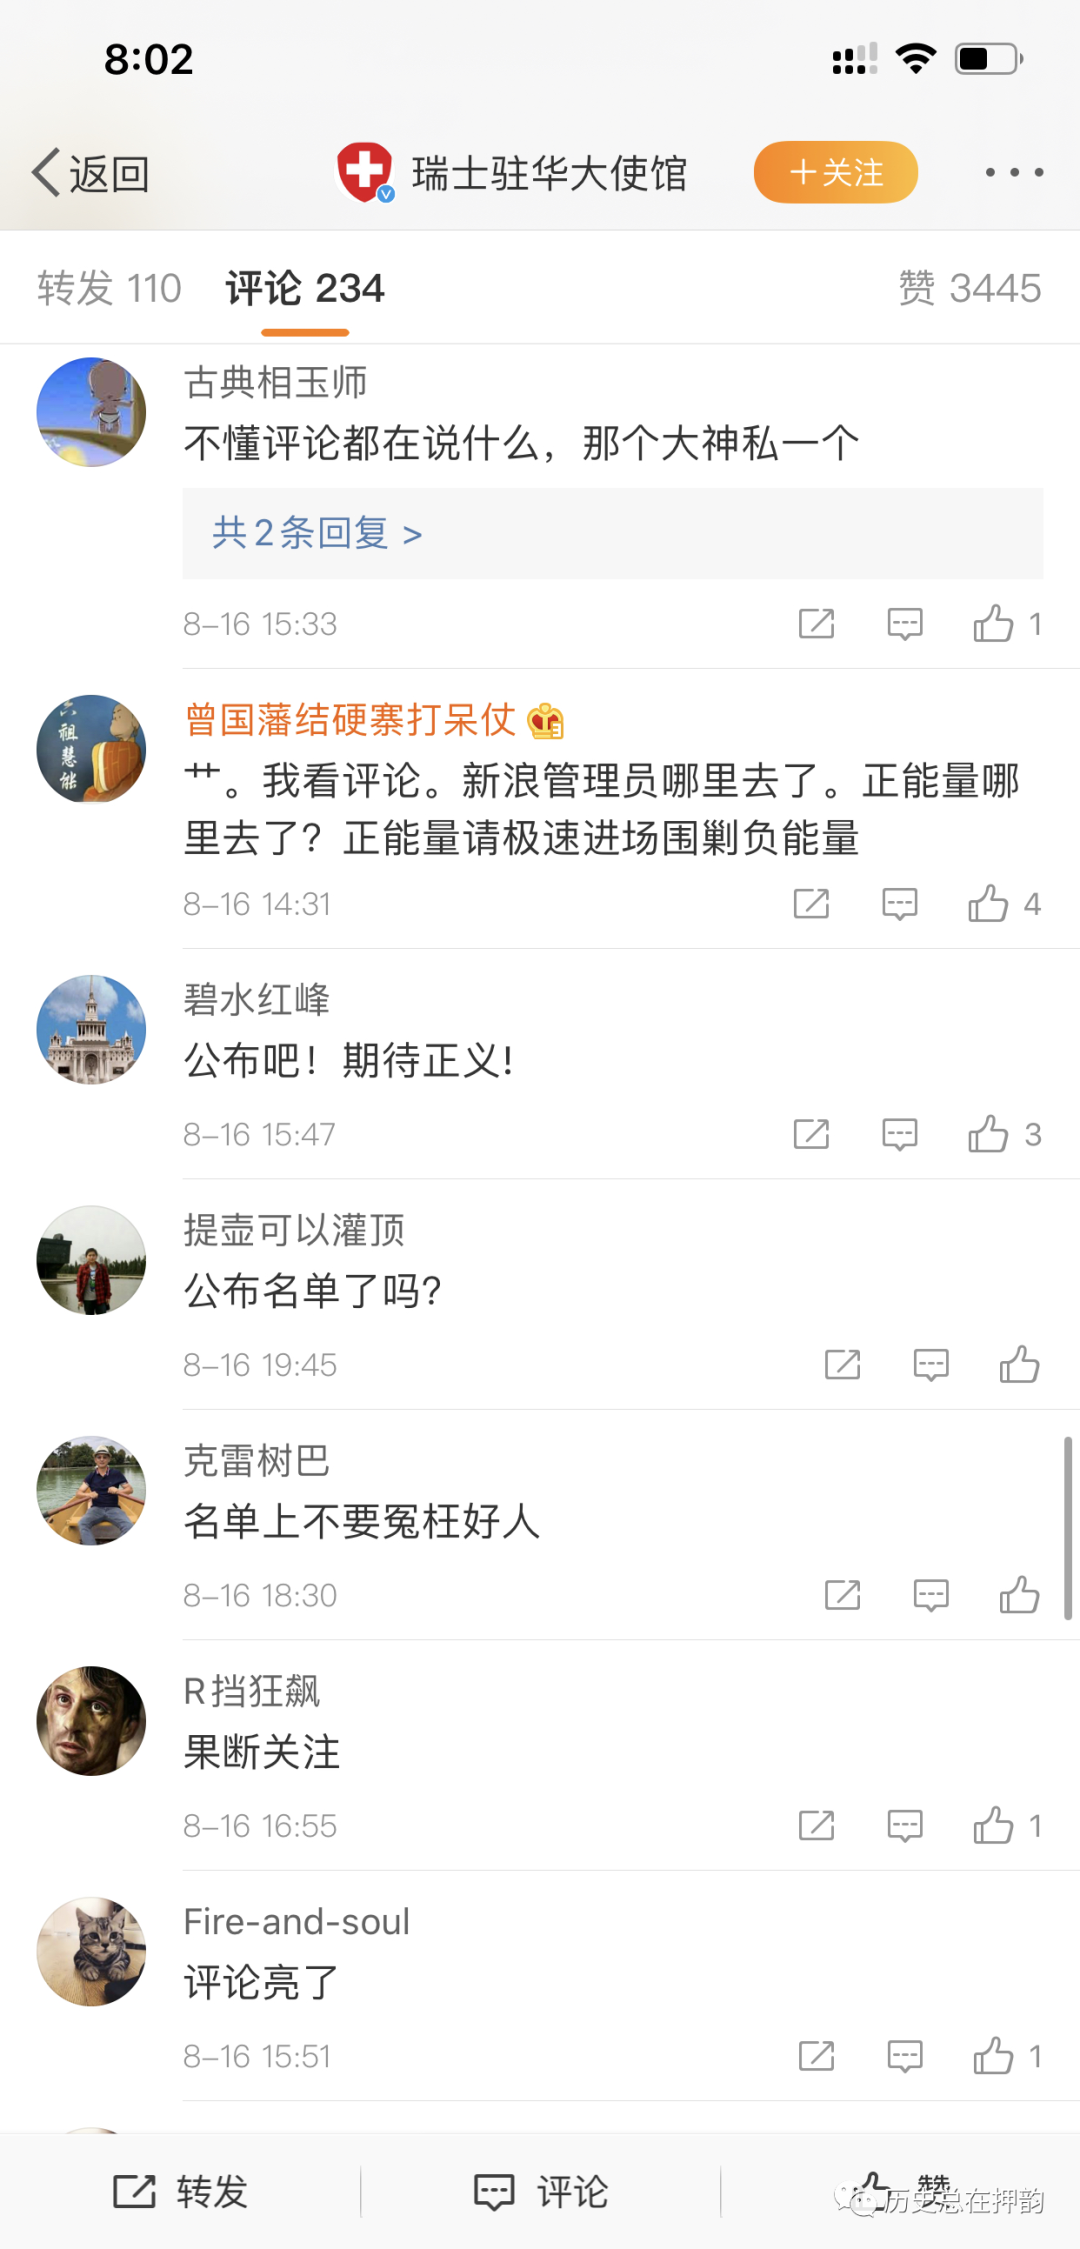 8:02
返回
瑞士驻华大使馆
+关注
转发 110
评论 234
赞 3445
古典相玉师
不懂评论都在说什么，那个大神私一个
共2条回复 >
8-16 15:33
1
六祖慧能
曾国藩结硬寨打呆仗
艹。我看评论。新浪管理员哪里去了。正能量哪
里去了？正能量请极速进场围剿负能量
8-16 14:31
4
碧水红峰
公布吧！期待正义!
8-16 15:47
3
提壶可以灌顶
公布名单了吗?
8-16 19:45
克雷树巴
名单上不要冤枉好人
8-16 18:30
R挡狂飙
果断关注
8-16 16:55
1
Fire-and-soul
评论亮了
8-16 15:51
1
转发
评论
赞
历史总在押韵